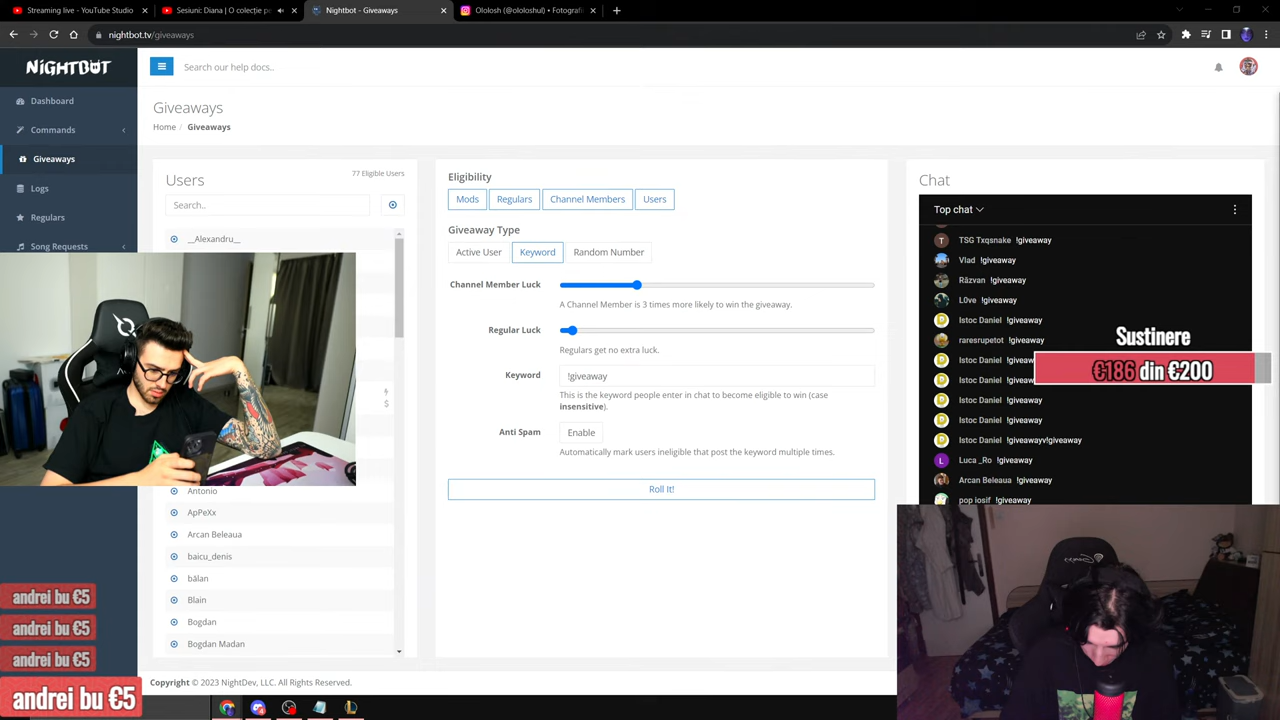 Streaming live - YouTube Studio
Sesiuni: Diana | O colecție p
Nightbot - Giveaways
Ololosh (@ololoshul) • Fotografi
nightbot.tv/giveaways
NIGHTBOT
Search our help docs..
Dashboard
Commands
Giveaways
Logs
Regulars
Song Requests
Giveaways
Home / Giveaways
Users
77 Eligible Users
Search..
__Alexandru__
Antonio
ApPeXx
Arcan Beleaua
baicu_denis
bălan
Blain
Bogdan
Bogdan Madan
Eligibility
Mods
Regulars
Channel Members
Users
Giveaway Type
Active User
Keyword
Random Number
Channel Member Luck
A Channel Member is 3 times more likely to win the giveaway.
Regular Luck
Regulars get no extra luck.
Keyword
!giveaway
This is the keyword people enter in chat to become eligible to win (case
insensitive).
Anti Spam
Enable
Automatically mark users ineligible that post the keyword multiple times.
Roll It!
Chat
Top chat
TSG Txqsnake !giveaway
Vlad !giveaway
Răzvan !giveaway
L0ve !giveaway
Istoc Daniel !giveaway
raresrupetot !giveaway
Istoc Daniel !giveaw
Istoc Daniel !giveaw
Istoc Daniel !giveaway
Istoc Daniel !giveaway
Istoc Daniel !giveawayv!giveaway
Luca _Ro !giveaway
Arcan Beleaua !giveaway
pop iosif !giveaway
Sustinere
€186 din €200
andrei bu €5
andrei bu €5
andrei bu €5
andrei bu €5
Copyright © 2023 NightDev, LLC. All Rights Reserved.